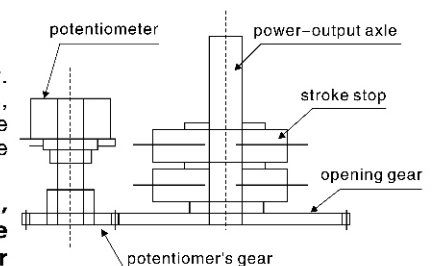 potentiometer
power-output axle
.
stroke stop
,
e
e
opening gear
,
e
r
potentiomer's gear